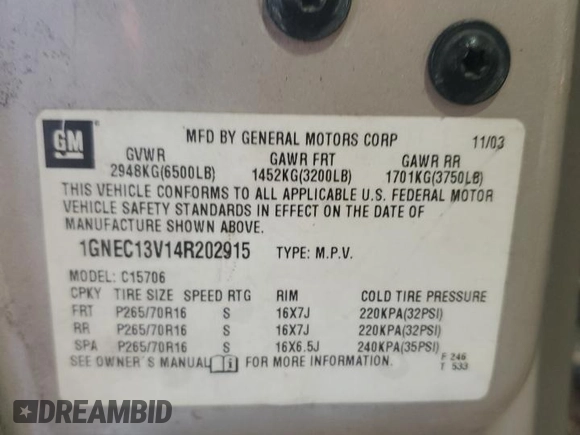 GM
MFD BY GENERAL MOTORS CORP 11/03
GVWR GAWR FRT GAWR RR
2948KG(6500LB) 1452KG(3200LB) 1701KG(3750LB)
THIS VEHICLE CONFORMS TO ALL APPLICABLE U.S. FEDERAL MOTOR
VEHICLE SAFETY STANDARDS IN EFFECT ON THE DATE OF
MANUFACTURE SHOWN ABOVE.
1GNEC13V14R202915 TYPE: M.P.V.
MODEL: C15706
CPKY TIRE SIZE SPEED RTG RIM COLD TIRE PRESSURE
FRT P265/70R16 S 16X7J 220KPA(32PSI)
RR P265/70R16 S 16X7J 220KPA(32PSI)
SPA P265/70R16 S 16X6.5J 240KPA(35PSI)
SEE OWNER'S MANUAL FOR MORE INFORMATION.
F 246
T 533
DREAMBID